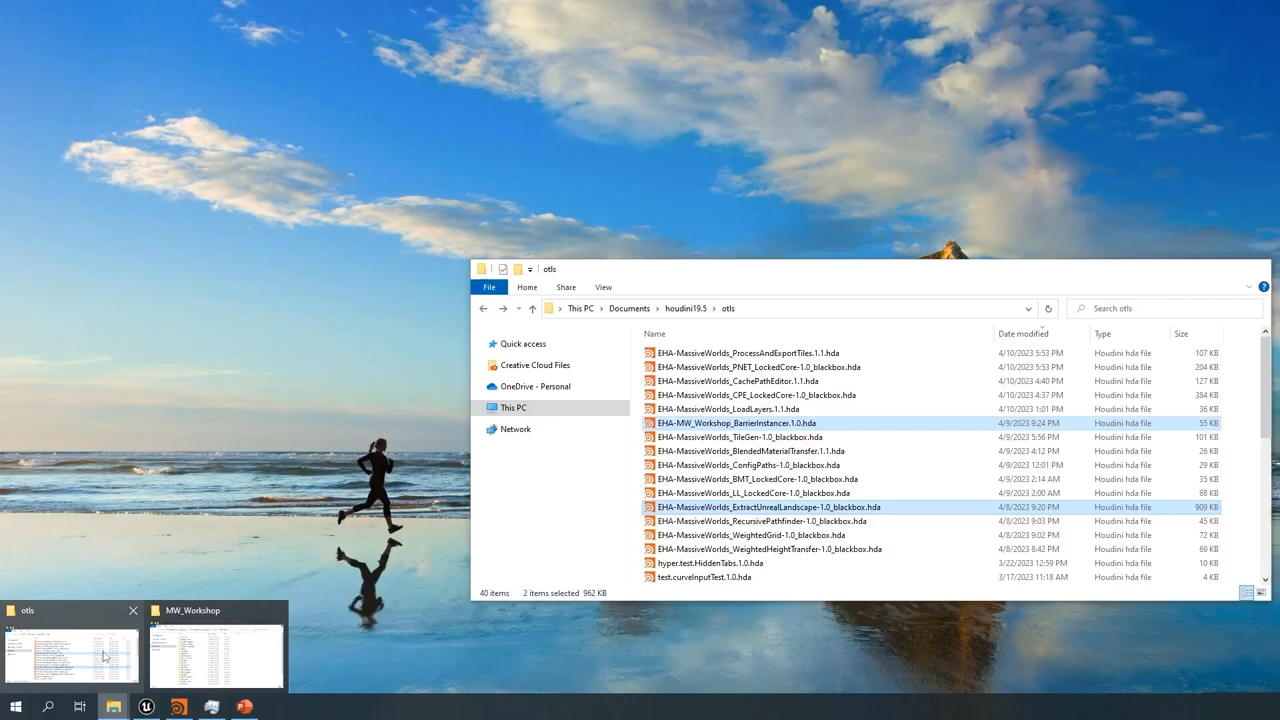 otls
File Home Share View
This PC Documents houdini19.5 otls Search otls
Name Date modified Type Size
Quick access
Creative Cloud Files
OneDrive - Personal
This PC
Network
EHA-MassiveWorlds_ProcessAndExportTiles.1.1.hda 4/10/2023 5:53 PM Houdini hda file 107 KB
EHA-MassiveWorlds_PNET_LockedCore-1.0_blackbox.hda 4/10/2023 5:53 PM Houdini hda file 204 KB
EHA-MassiveWorlds_CachePathEditor.1.1.hda 4/10/2023 4:40 PM Houdini hda file 127 KB
EHA-MassiveWorlds_CPE_LockedCore-1.0_blackbox.hda 4/10/2023 4:37 PM Houdini hda file 384 KB
EHA-MassiveWorlds_LoadLayers.1.1.hda 4/10/2023 1:01 PM Houdini hda file 36 KB
EHA-MW_Workshop_BarrierInstancer.1.0.hda 4/9/2023 9:24 PM Houdini hda file 55 KB
EHA-MassiveWorlds_TileGen-1.0_blackbox.hda 4/9/2023 5:56 PM Houdini hda file 101 KB
EHA-MassiveWorlds_BlendedMaterialTransfer.1.1.hda 4/9/2023 4:12 PM Houdini hda file 26 KB
EHA-MassiveWorlds_ConfigPaths-1.0_blackbox.hda 4/9/2023 12:01 PM Houdini hda file 29 KB
EHA-MassiveWorlds_BMT_LockedCore-1.0_blackbox.hda 4/9/2023 2:14 AM Houdini hda file 35 KB
EHA-MassiveWorlds_LL_LockedCore-1.0_blackbox.hda 4/9/2023 2:00 AM Houdini hda file 68 KB
EHA-MassiveWorlds_ExtractUnrealLandscape-1.0_blackbox.hda 4/8/2023 9:20 PM Houdini hda file 909 KB
EHA-MassiveWorlds_RecursivePathfinder-1.0_blackbox.hda 4/8/2023 9:03 PM Houdini hda file 45 KB
EHA-MassiveWorlds_WeightedGrid-1.0_blackbox.hda 4/8/2023 9:02 PM Houdini hda file 72 KB
EHA-MassiveWorlds_WeightedHeightTransfer-1.0_blackbox.hda 4/8/2023 8:42 PM Houdini hda file 69 KB
hyper.test.HiddenTabs.1.0.hda 3/22/2023 12:59 PM Houdini hda file 10 KB
test.curveInputTest.1.0.hda 3/17/2023 11:18 AM Houdini hda file 4 KB
40 items 2 items selected 962 KB
otls MW_Workshop